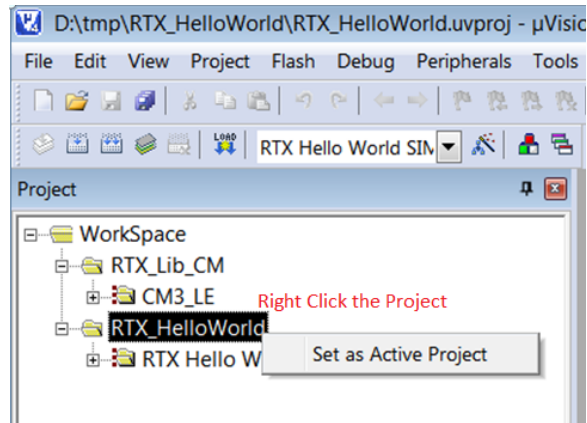 D:\tmp\RTX_HelloWorld\RTX_HelloWorld.uvproj - µVisio
File Edit View Project Flash Debug Peripherals Tools
LOAD RTX Hello World SIM
Project
WorkSpace
RTX_Lib_CM
CM3_LE
Right Click the Project
RTX_HelloWorld
Set as Active Project
RTX Hello W